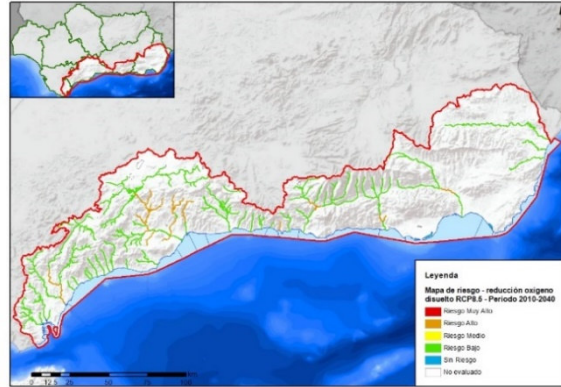 Leyenda
Mapa de riesgo - reducción oxigeno
disuelto RCP8.5 - Periodo 2010-2040
Riesgo Muy Alto
Riesgo Alto
Riesgo Medio
Riesgo Bajo
Sin Riesgo
No evaluado
0 12.5 25 50 75 100